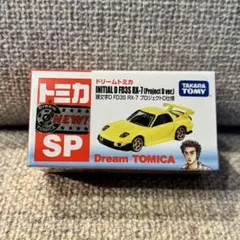 トミカ
ドリームトミカ
INITIAL D FD3S RX-7 (Project D ver.)
頭文字D FD3S RX-7 プロジェクトD仕様
TAKARA
TOMY
NEW!
SP
Dream TOMICA